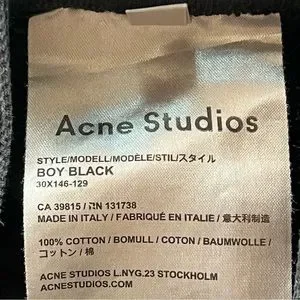 Acne Studios
STYLE/MODELL/MODÈLE/STIL/スタイル
BOY BLACK
30X146-129
CA 39815 / RN 131738
MADE IN ITALY / FABRIQUÉ EN ITALIE / 意大利制造
100% COTTON / BOMULL / COTON / BAUMWOLLE /
コットン / 棉
ACNE STUDIOS L.NYG.23 STOCKHOLM
ACNESTUDIOS.COM